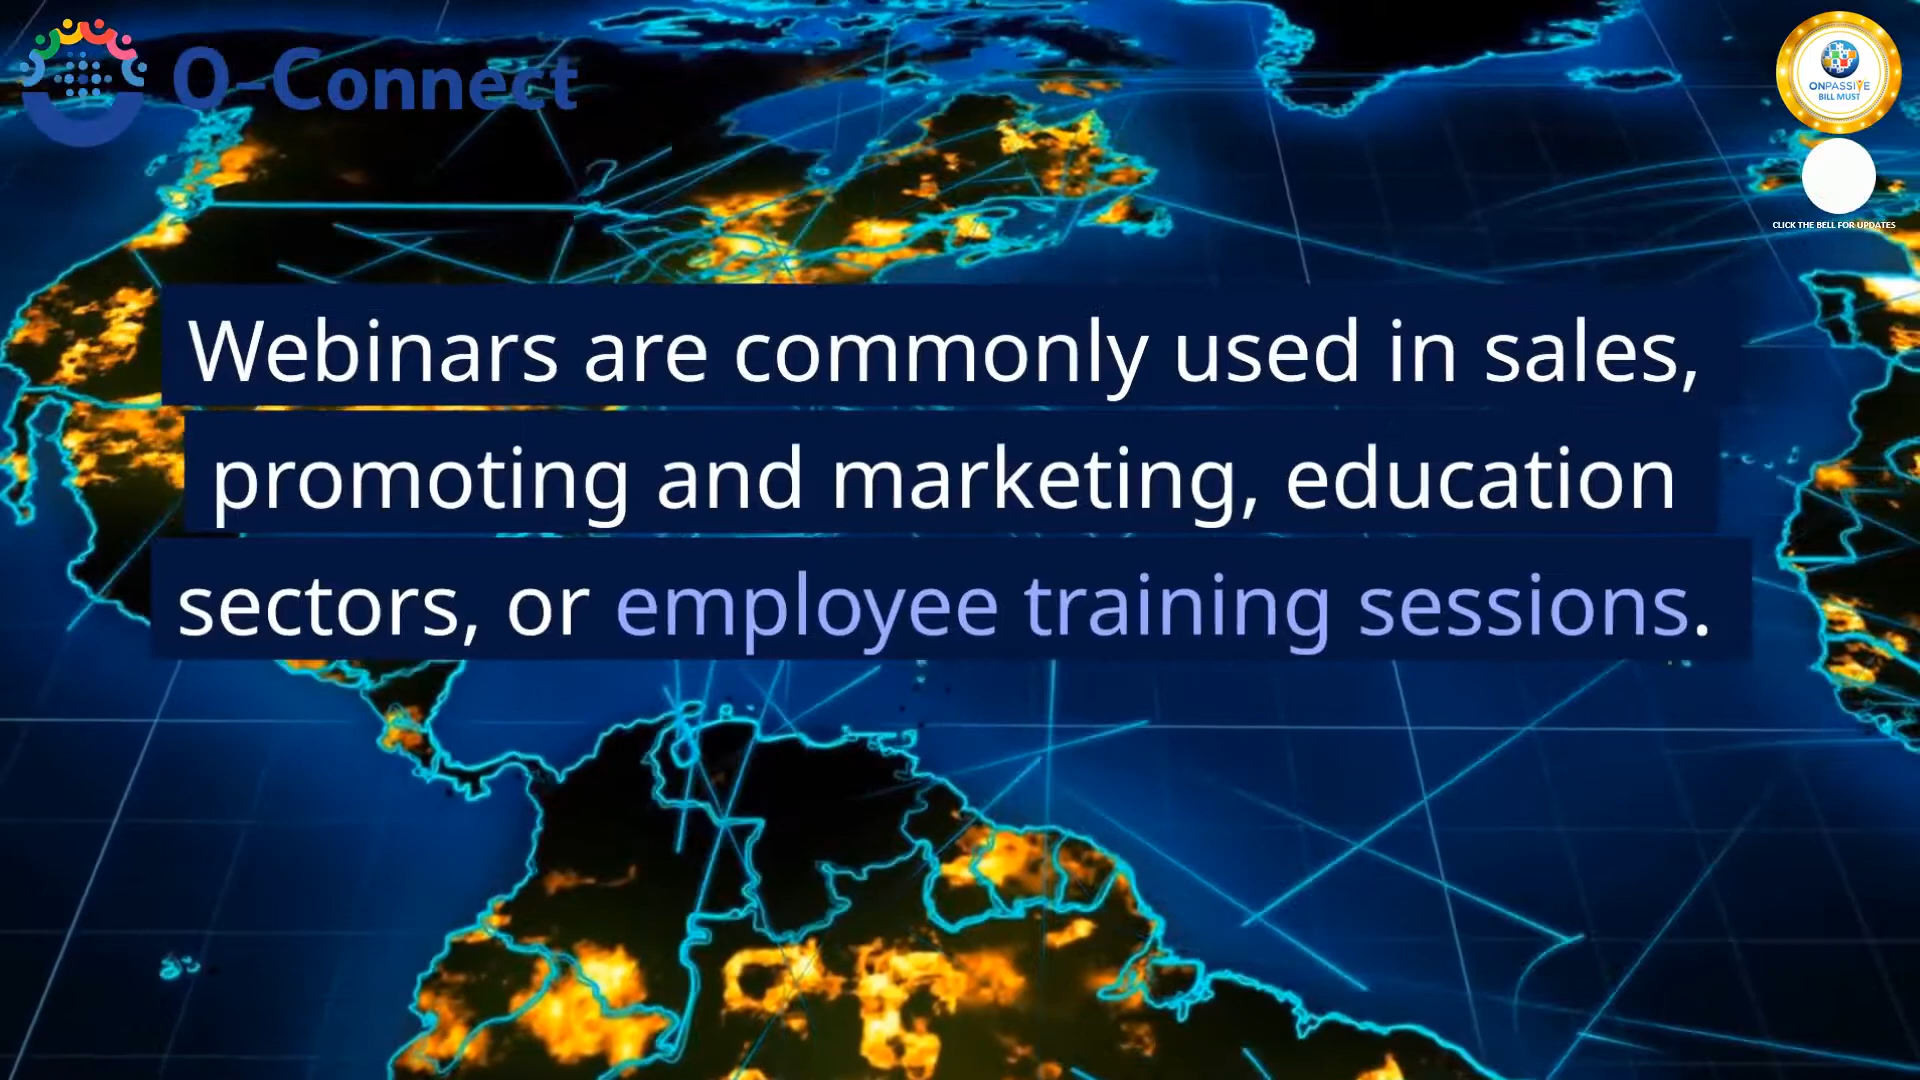 O-Connect
ONPASSIVE
BILL MUST
CLICK THE BELL FOR UPDATES
Webinars are commonly used in sales,
promoting and marketing, education
sectors, or employee training sessions.